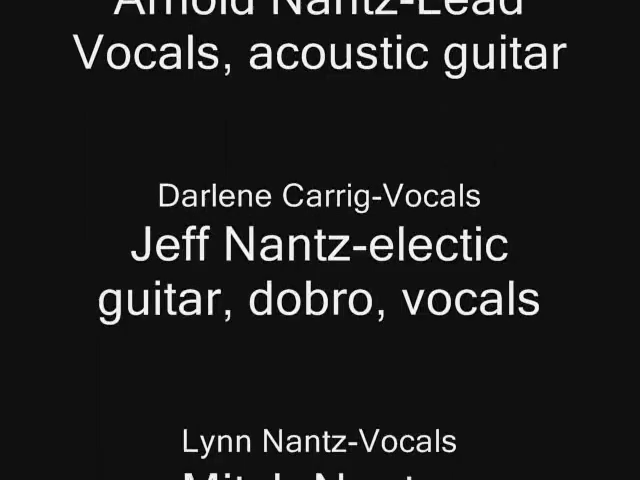 Arnold Nantz-Lead
Vocals, acoustic guitar
Darlene Carrig-Vocals
Jeff Nantz-electic
guitar, dobro, vocals
Lynn Nantz-Vocals